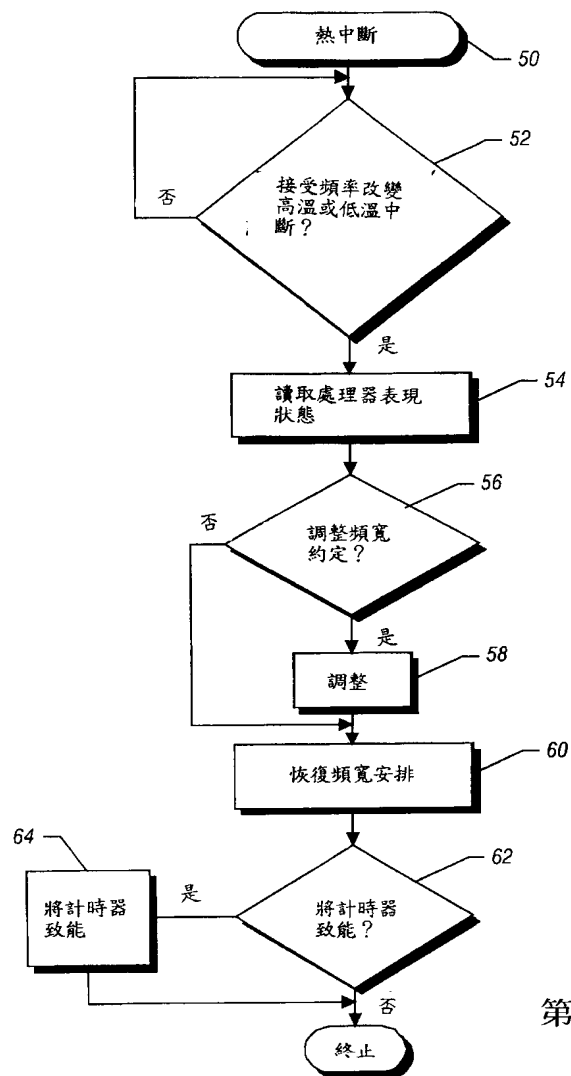 熱中斷
50
52
接受頻率改變
高溫或低溫中
斷？
否
是
讀取處理器表現
狀態
54
56
否
調整頻寬
約定？
是
調整
58
恢復頻寬安排
60
64
62
是
將計時器
致能
將計時器
致能？
否
終止
第